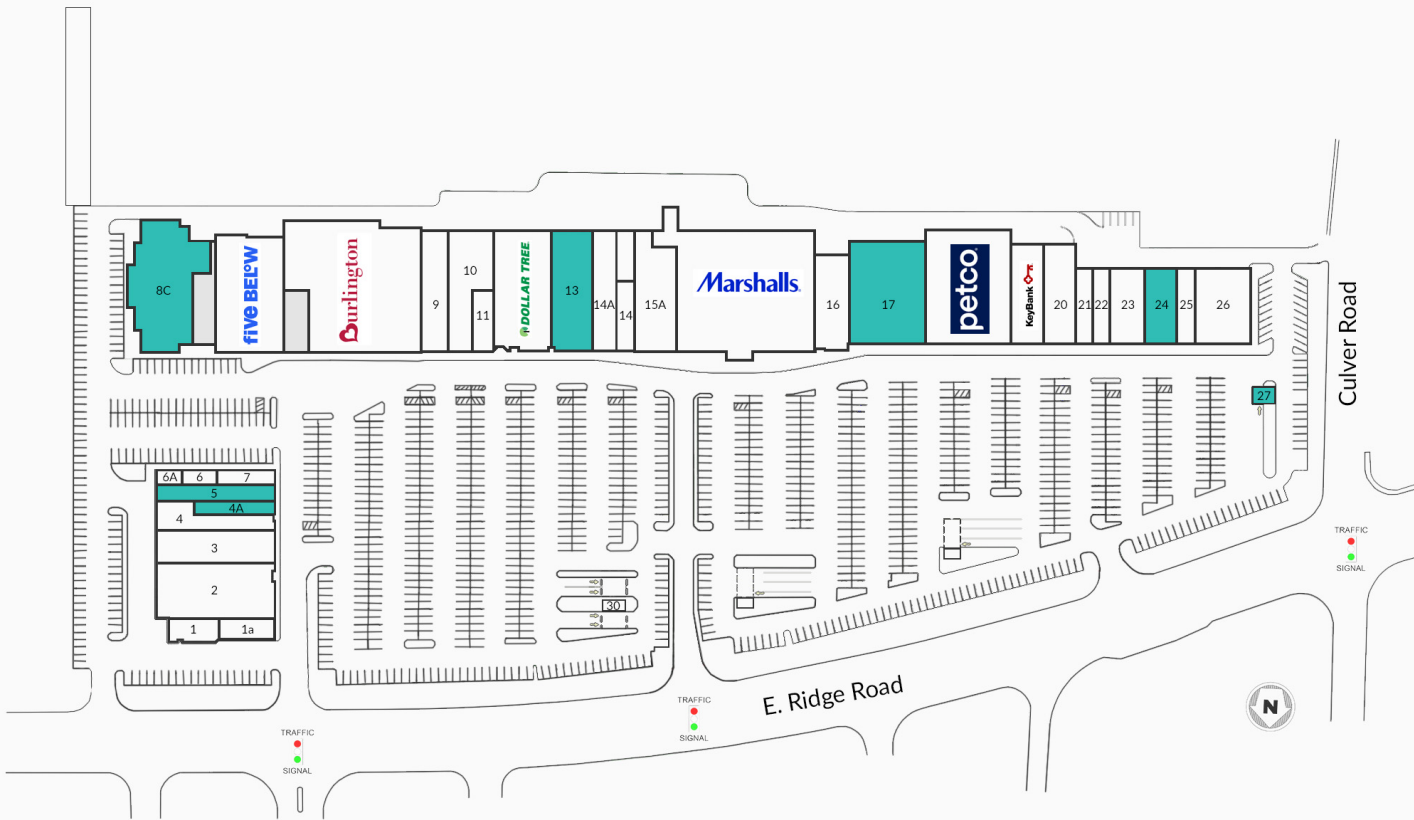 8C
five BEL°W
Burlington
9
10
11
DOLLAR TREE
13
14A
14
15A
Marshalls.
16
17
petco
KeyBank
20
21
22
23
24
25
26
27
Culver Road
6A
6
7
5
4A
4
3
2
1
1a
30
TRAFFIC
SIGNAL
E. Ridge Road
TRAFFIC
SIGNAL
TRAFFIC
SIGNAL
N